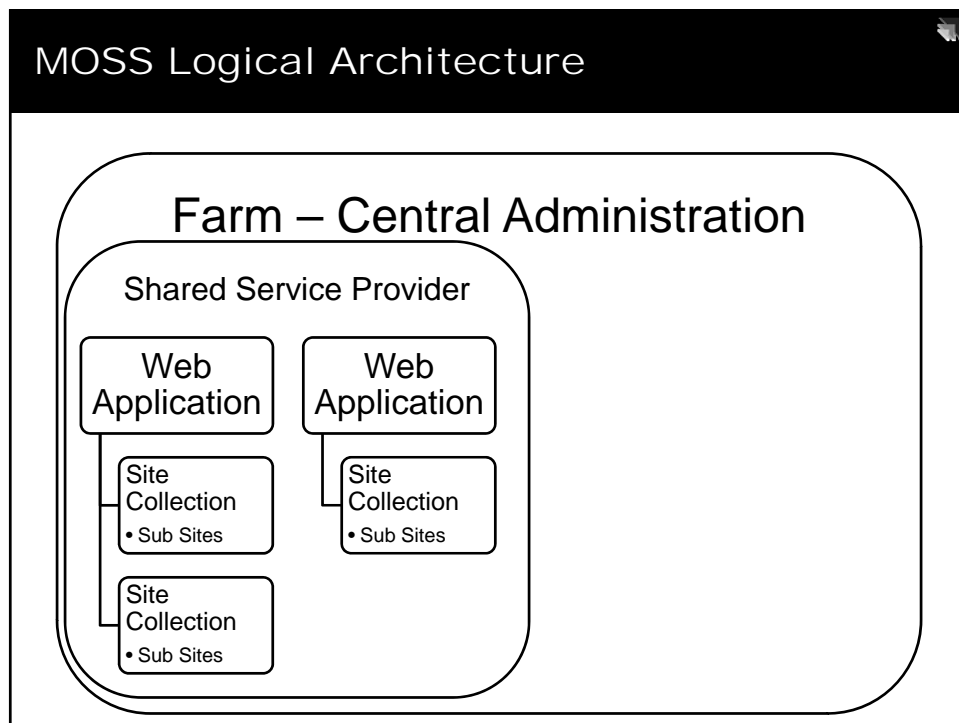 MOSS Logical Architecture
Farm – Central Administration
Shared Service Provider
Web
Application
Site
Collection
• Sub Sites
Site
Collection
• Sub Sites
Web
Application
Site
Collection
• Sub Sites